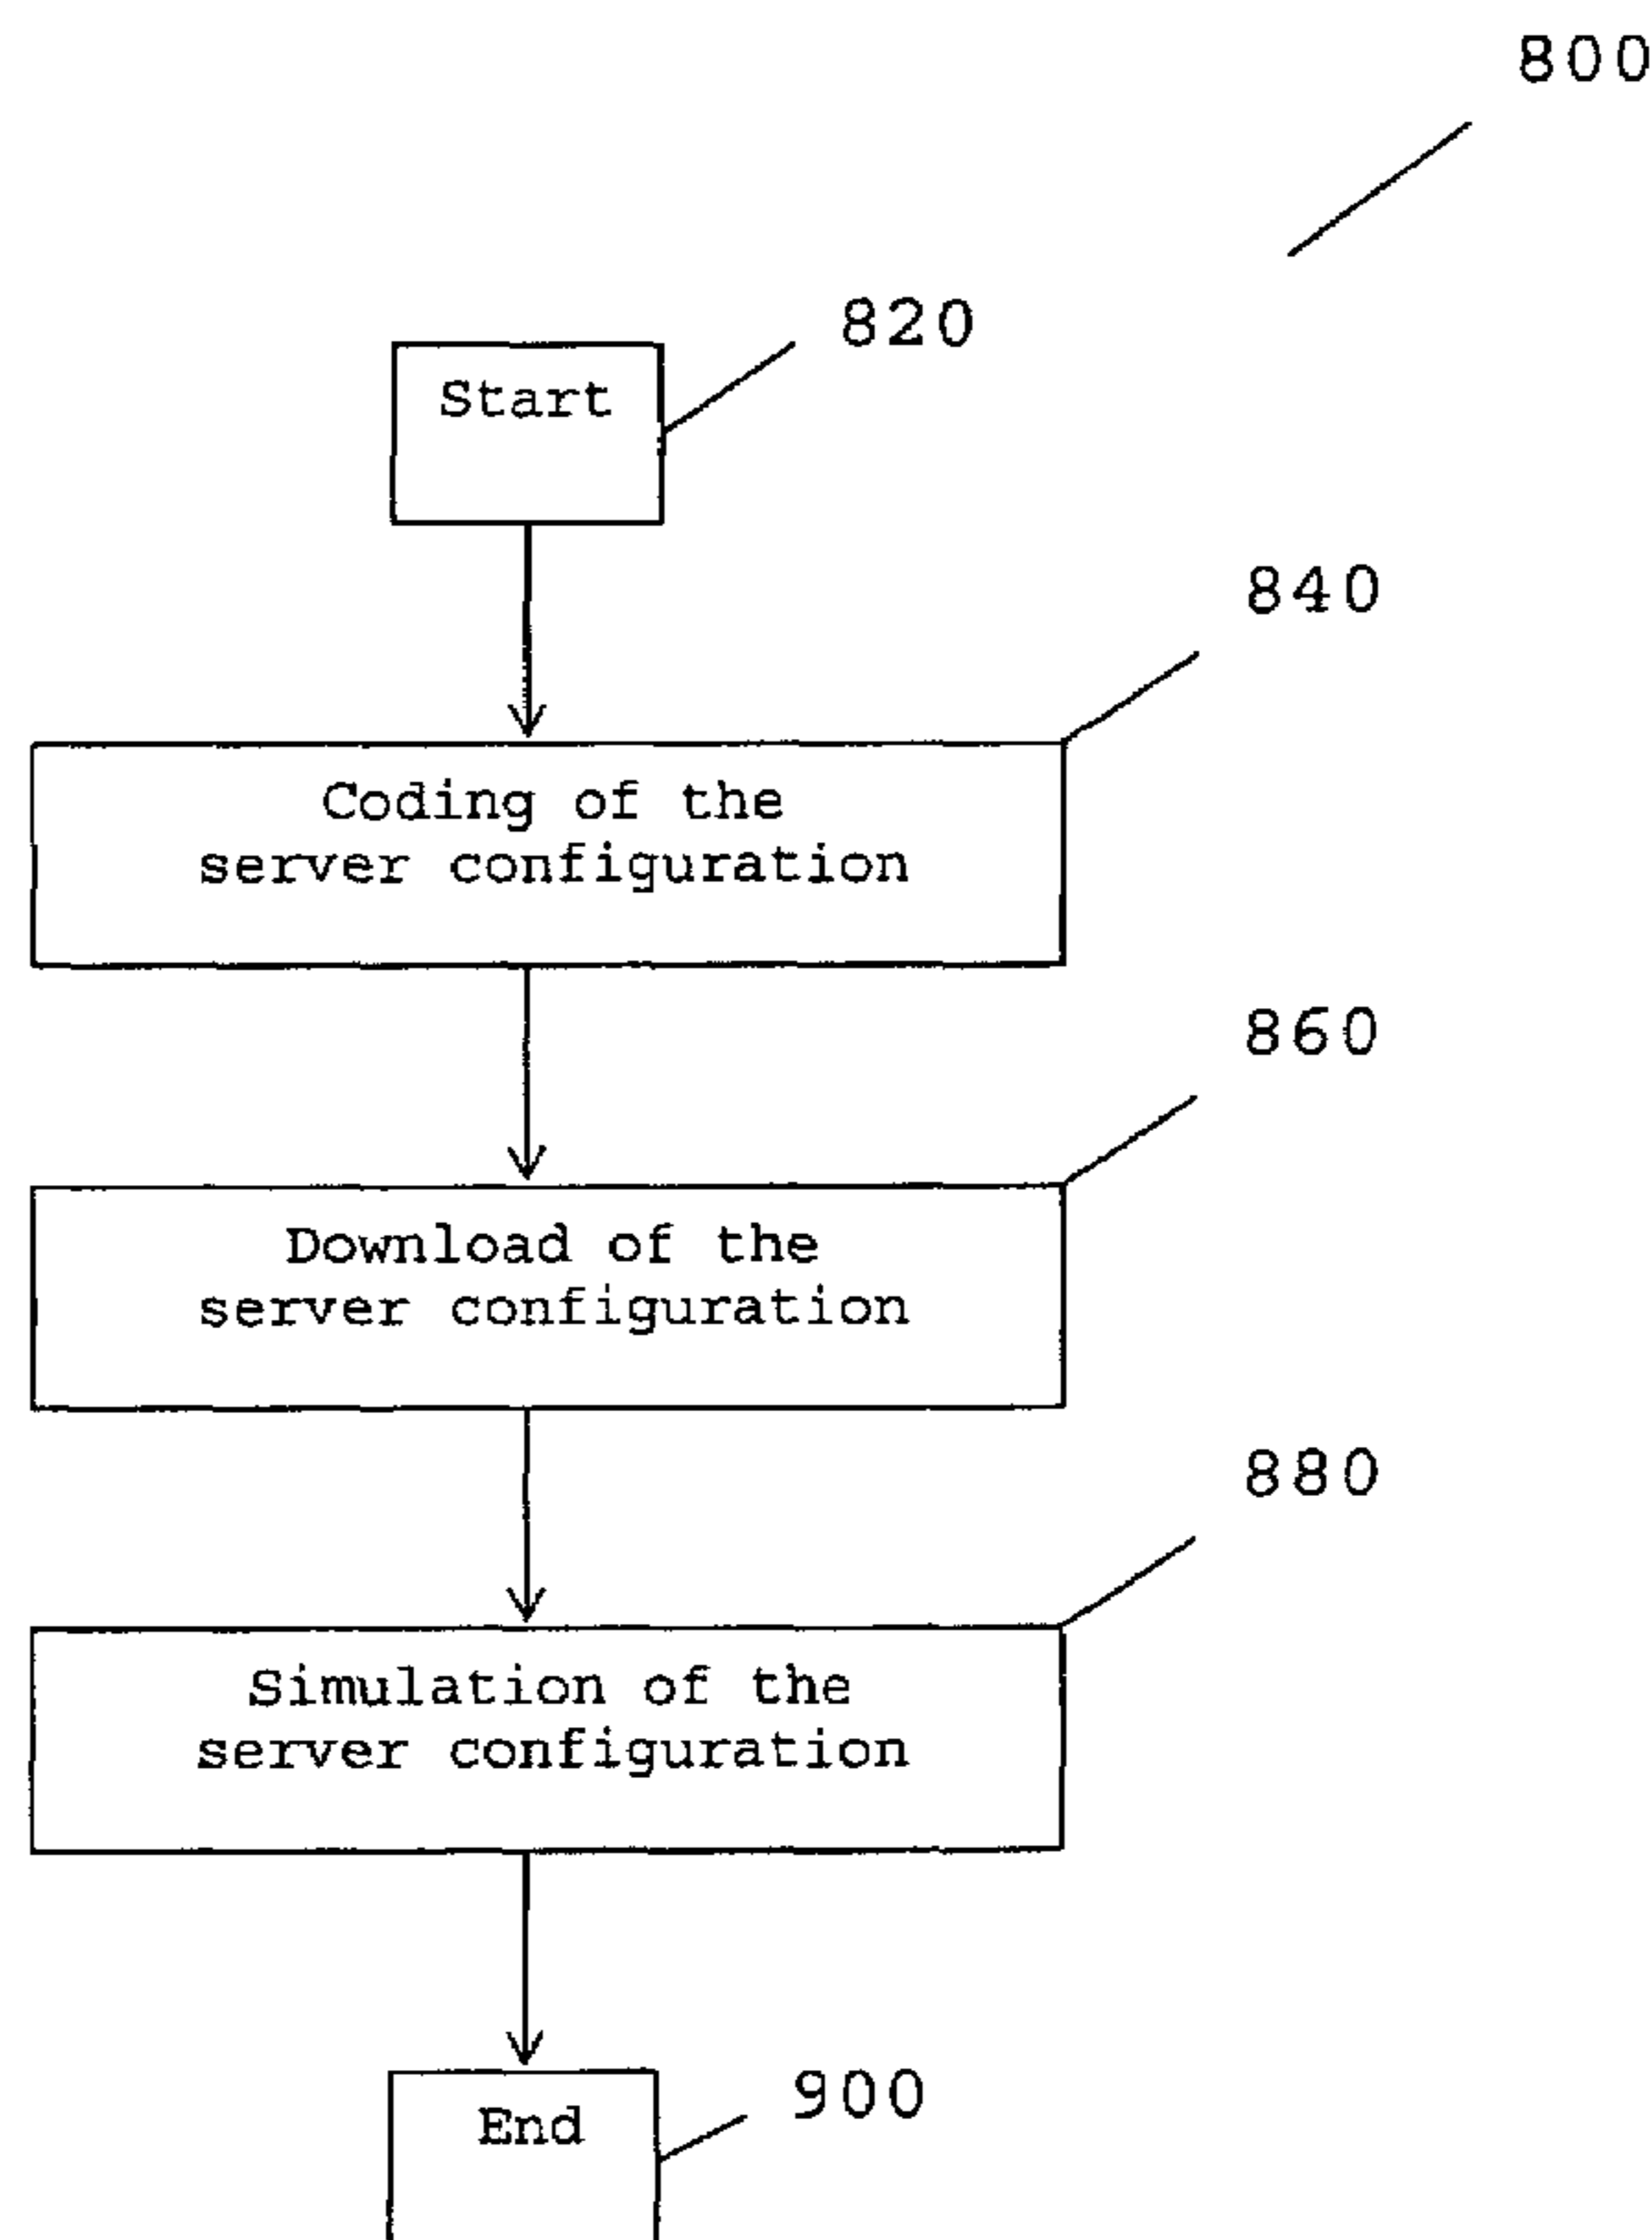 800
820
Start
840
Coding of the
server configuration
860
Download of the
server configuration
880
Simulation of the
server configuration
900
End